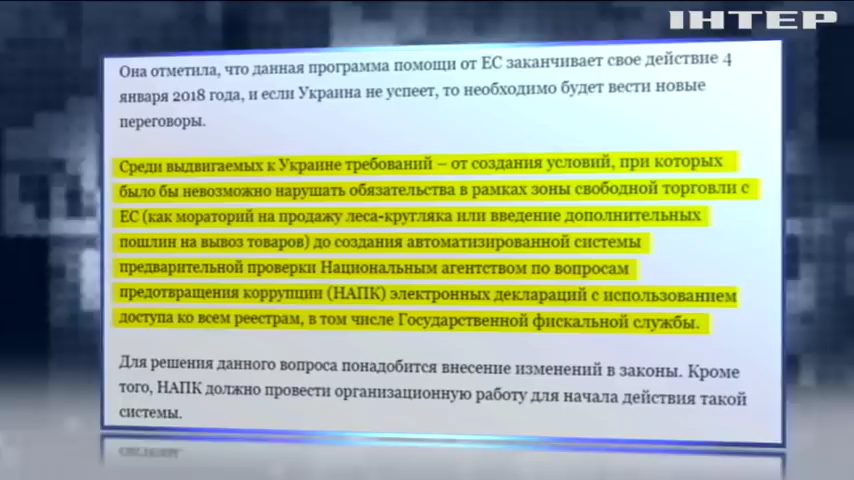 ІНТЕР
Она отметила, что данная программа помощи от ЕС заканчивает свое действие 4
января 2018 года, и если Украина не успеет, то необходимо будет вести новые
переговоры.
Среди выдвигаемых к Украине требований – от создания условий, при которых
было бы невозможно нарушать обязательства в рамках зоны свободной торговли с
ЕС (как мораторий на продажу леса-кругляка или введение дополнительных
пошлин на вывоз товаров) до создания автоматизированной системы
предварительной проверки Национальным агентством по вопросам
предотвращения коррупции (НАПК) электронных деклараций с использованием
доступа ко всем реестрам, в том числе Государственной фискальной службы.
Для решения данного вопроса понадобится внесение изменений в законы. Кроме
того, НАПК должно провести организационную работу для начала действия такой
системы.